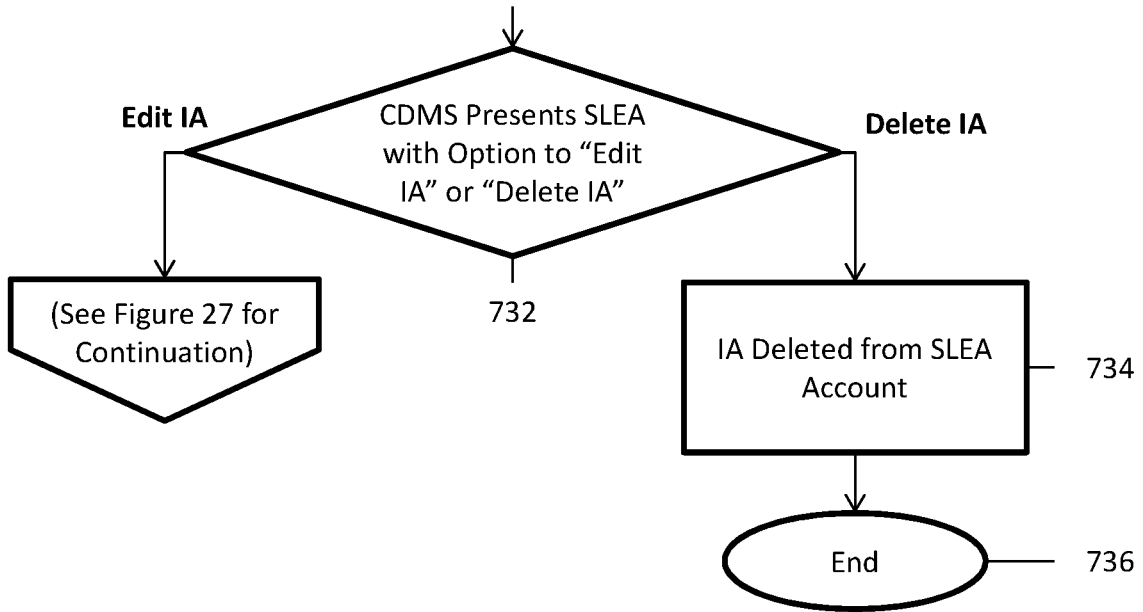 Edit IA
CDMS Presents SLEA
with Option to “Edit
IA” or “Delete IA”
Delete IA
732
(See Figure 27 for
Continuation)
IA Deleted from SLEA
Account
734
End
736